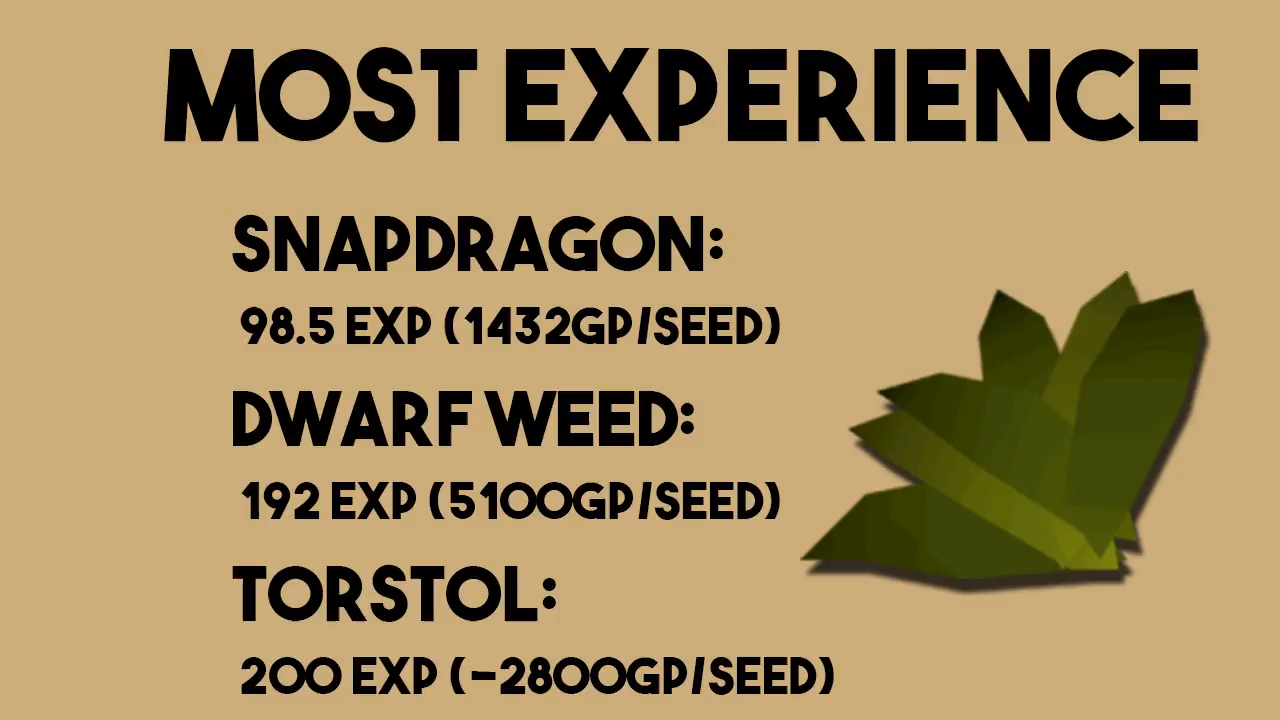 MOST EXPERIENCE
SNAPDRAGON:
98.5 EXP (1432GP/SEED)
DWARF WEED:
192 EXP (5100GP/SEED)
TORSTOL:
200 EXP (-2800GP/SEED)